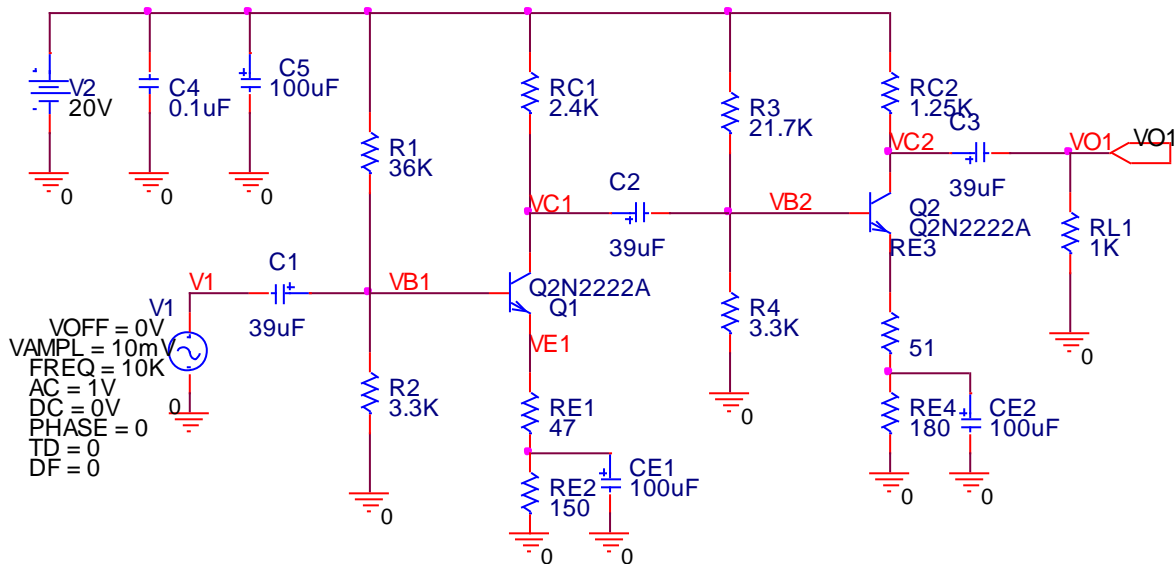 V2
20V
C4
0.1uF
C5
100uF
R1
36K
RC1
2.4K
R3
21.7K
RC2
1.25K
C3
39uF
VC2
VO1
VO1
C2
39uF
VC1
VB2
Q2
Q2N2222A
RE3
51
RL1
1K
0
0
0
V1
C1
39uF
VB1
Q2N2222A
Q1
VE1
R4
3.3K
0
0
V1
VOFF = 0V
VAMPL = 10mV
FREQ = 10K
AC = 1V
DC = 0V
PHASE = 0
TD = 0
DF = 0
0
R2
3.3K
0
RE1
47
RE2
150
CE1
100uF
0
0
RE4
180
CE2
100uF
0
0